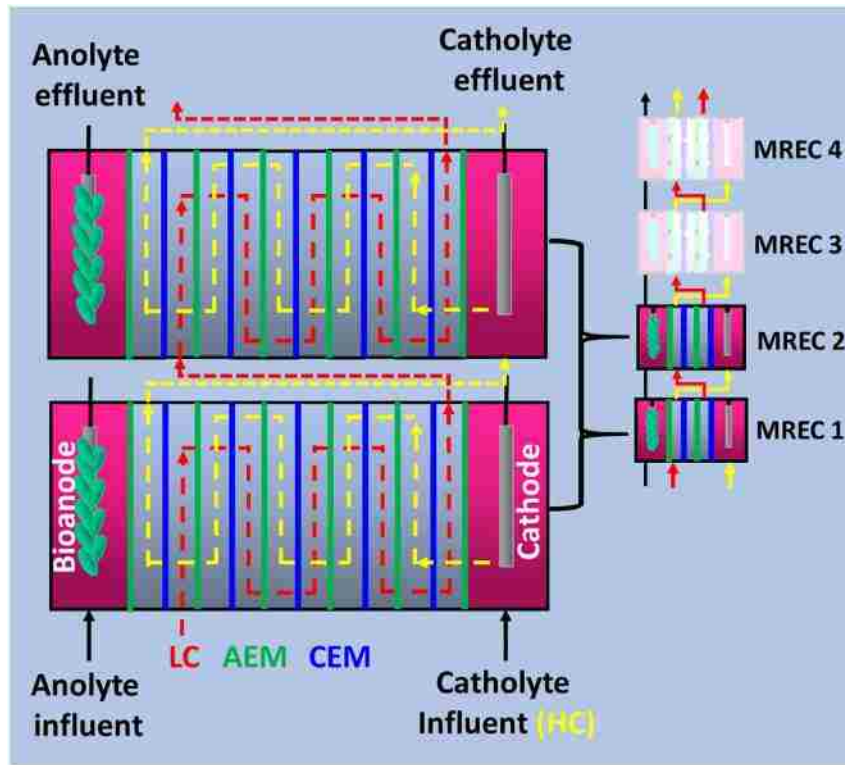 Anolyte
effluent
Catholyte
effluent
MREC 4
MREC 3
MREC 2
MREC 1
Bioanode
Cathode
LC AEM CEM
Anolyte
influent
Catholyte
Influent (HC)